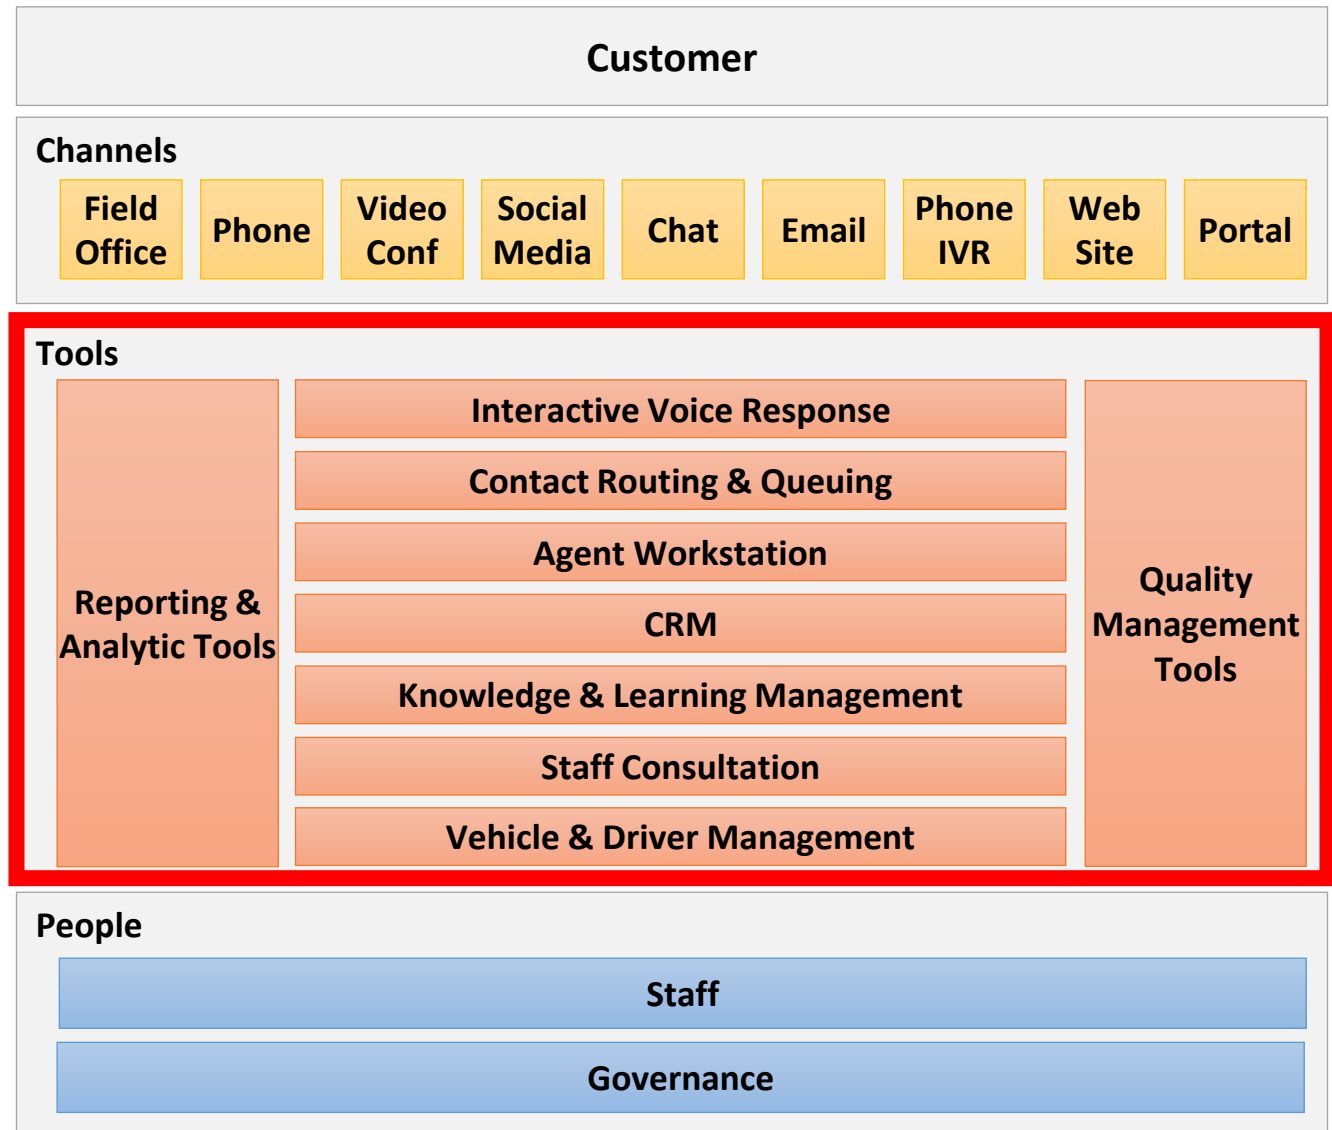 Customer
Channels
Field
Office
Phone
Video
Conf
Social
Media
Chat
Email
Phone
IVR
Web
Site
Portal
Tools
Reporting &
Analytic Tools
Interactive Voice Response
Contact Routing & Queuing
Agent Workstation
CRM
Knowledge & Learning Management
Staff Consultation
Vehicle & Driver Management
Quality
Management
Tools
People
Staff
Governance